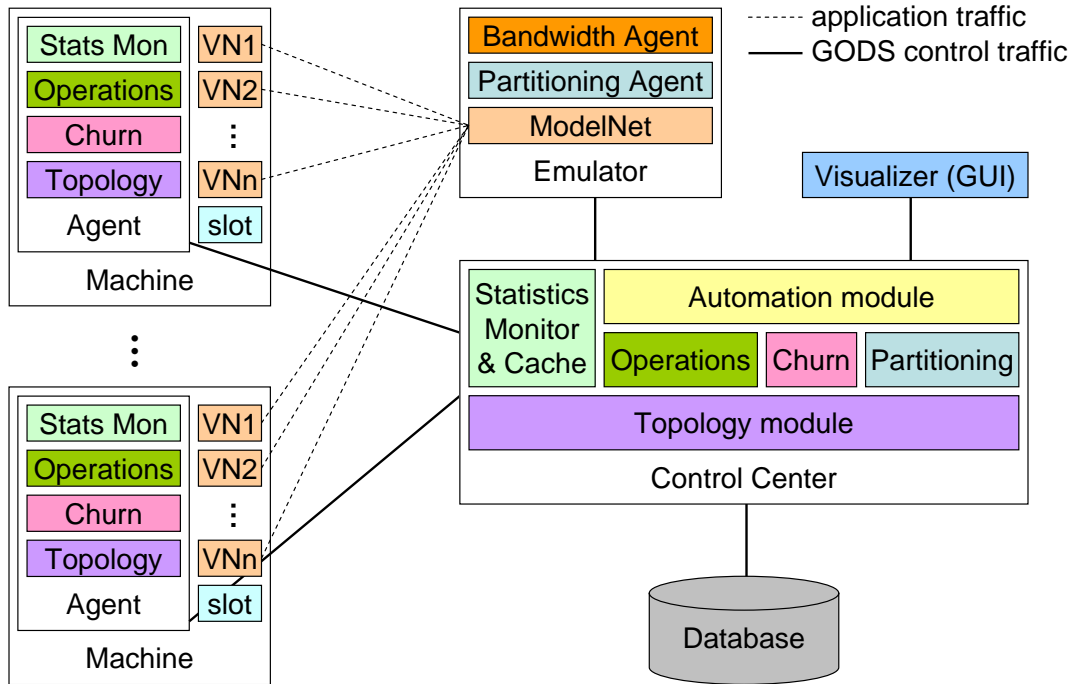 Stats Mon
VN1
Operations
VN2
Churn
Topology
VNn
Agent
slot
Machine
Stats Mon
VN1
Operations
VN2
Churn
Topology
VNn
Agent
slot
Machine
Bandwidth Agent
Partitioning Agent
ModelNet
Emulator
application traffic
GODS control traffic
Visualizer (GUI)
Statistics
Monitor
& Cache
Automation module
Operations
Churn
Partitioning
Topology module
Control Center
Database